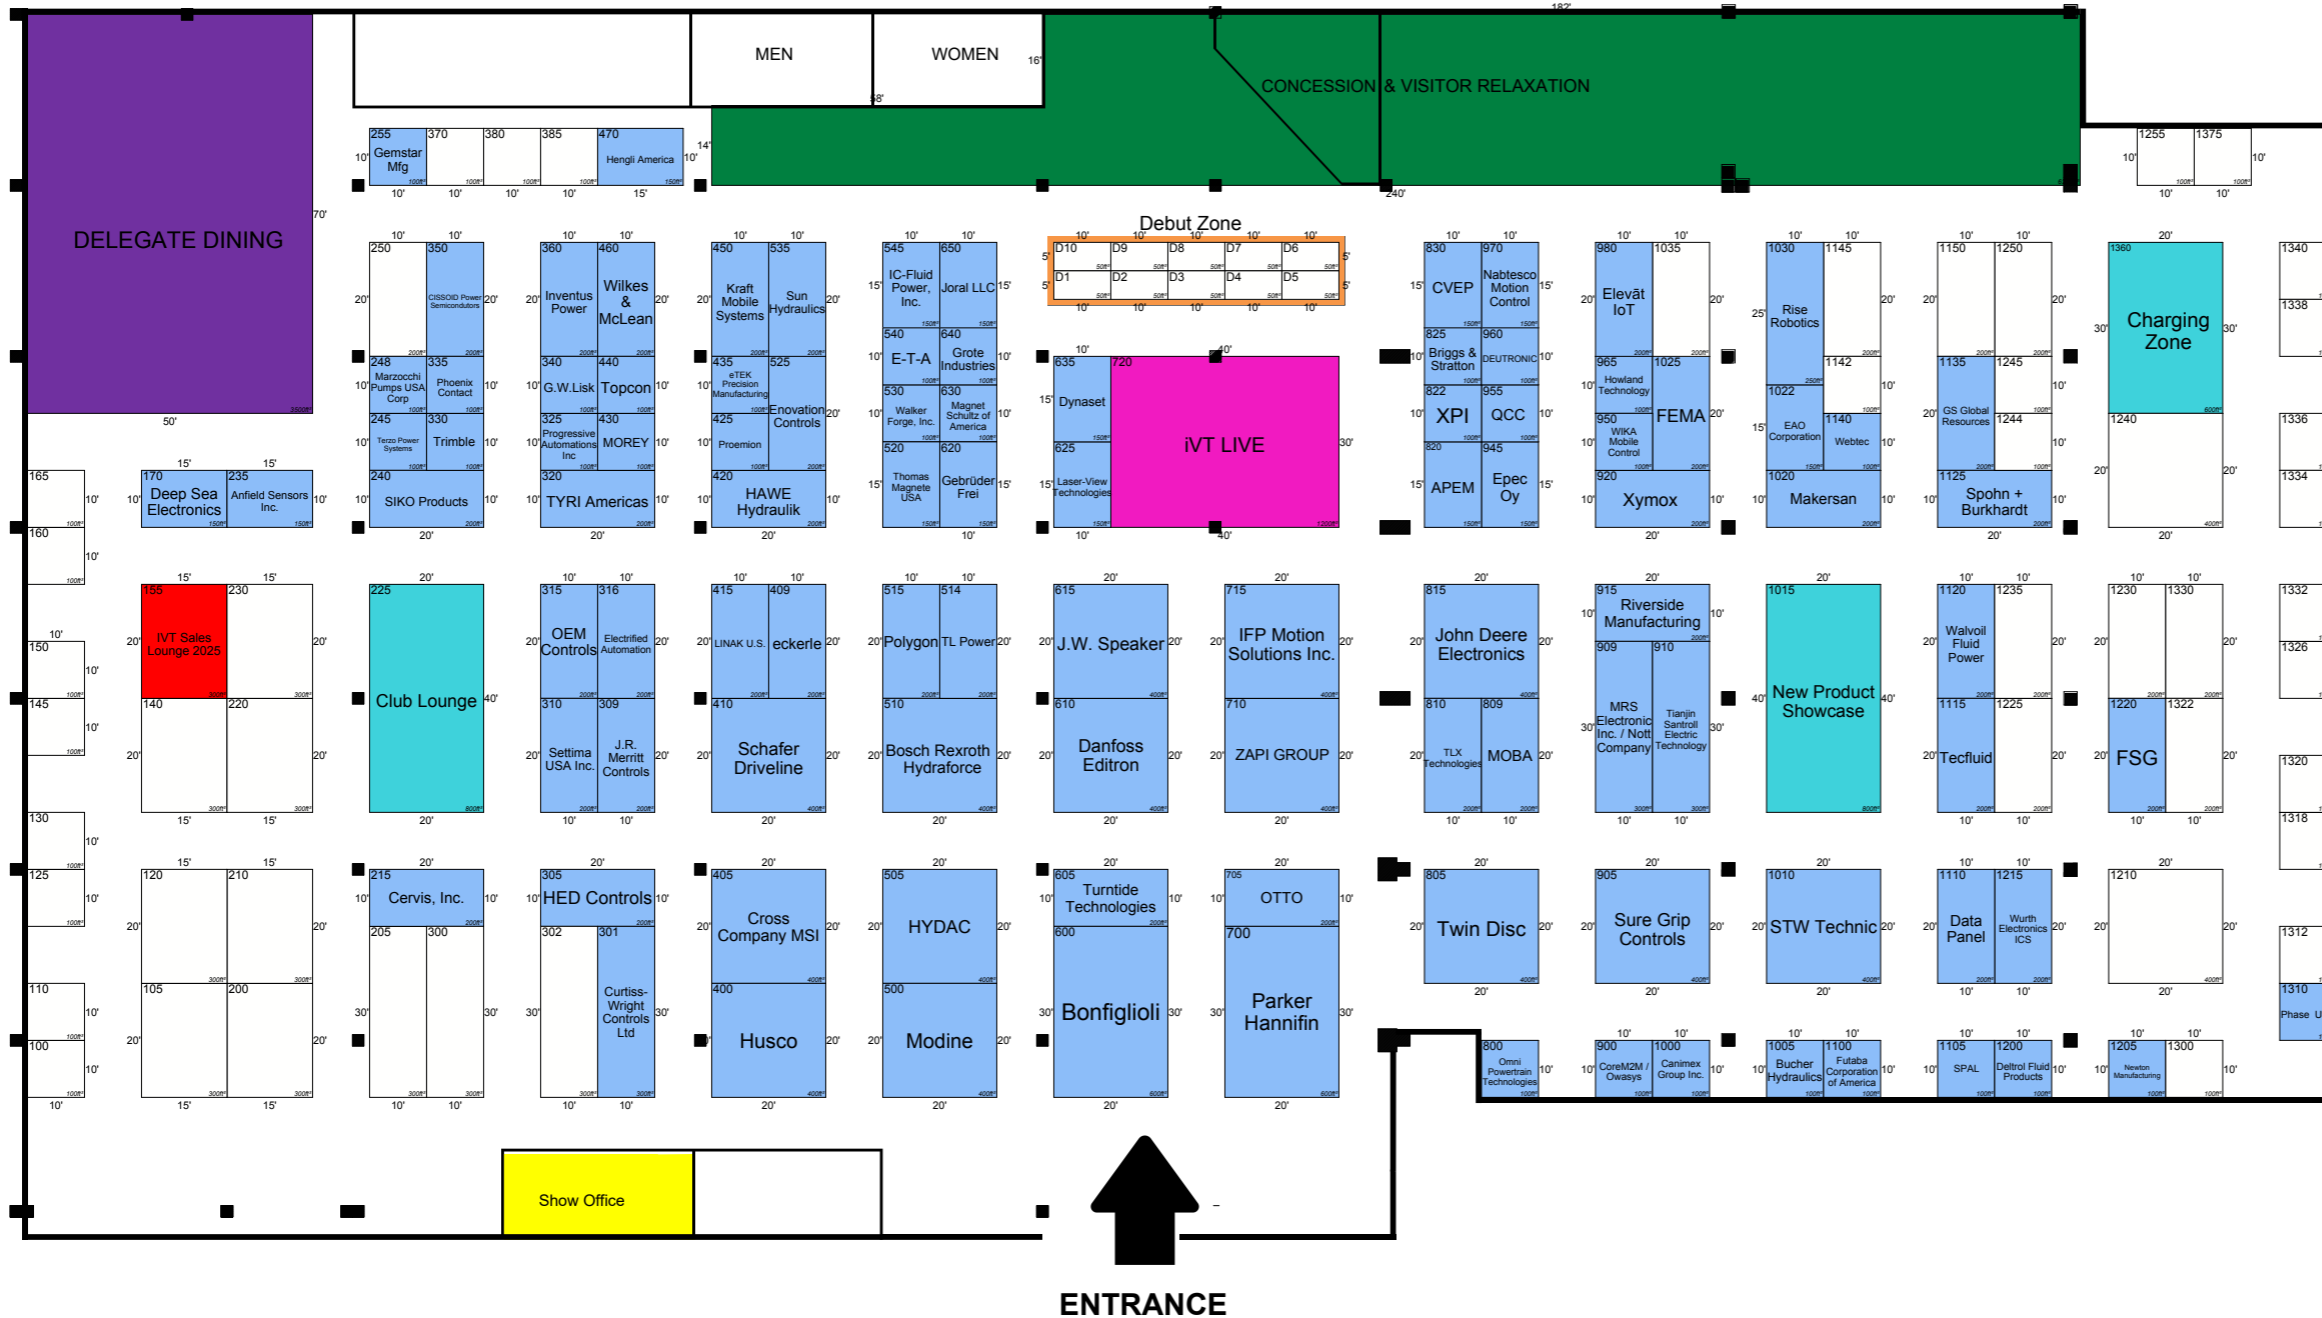 182'
MEN
WOMEN
16'
58'
CONCESSION & VISITOR RELAXATION
14'
240'
DELEGATE DINING
70'
50'
3500ft²
255
Gemstar
Mfg
370
380
385
470
Hengli America
1255
1375
Debut Zone
D10
D9
D8
D7
D6
D1
D2
D3
D4
D5
250
350
CISSOID Power
Semicondutors
360
Inventus
Power
460
Wilkes
&
McLean
450
Kraft
Mobile
Systems
535
Sun
Hydraulics
545
IC-Fluid
Power,
Inc.
650
Joral LLC
830
CVEP
970
Nabtesco
Motion
Control
980
Elevāt
IoT
1035
1030
Rise
Robotics
1145
1150
1250
1360
Charging
Zone
1340
1338
248
Marzocchi
Pumps USA
Corp
335
Phoenix
Contact
340
G.W.Lisk
440
Topcon
435
eTEK
Precision
Manufacturing
525
Enovation
Controls
540
E-T-A
640
Grote
Industries
635
Dynaset
720
iVT LIVE
1200ft²
825
Briggs &
Stratton
960
DEUTRONIC
965
Howland
Technology
1025
FEMA
1142
1135
GS Global
Resources
1245
245
Terzo Power
Systems
330
Trimble
325
Progressive
Automations
Inc
430
MOREY
425
Proemion
530
Walker
Forge, Inc.
630
Magnet
Schultz of
America
822
XPI
955
QCC
950
WIKA
Mobile
Control
1022
EAO
Corporation
1140
Webtec
1244
1240
1336
165
170
Deep Sea
Electronics
235
Anfield Sensors
Inc.
240
SIKO Products
320
TYRI Americas
420
HAWE
Hydraulik
520
Thomas
Magnete
USA
620
Gebrüder
Frei
625
Laser-View
Technologies
820
APEM
945
Epec
Oy
920
Xymox
1020
Makersan
1125
Spohn +
Burkhardt
1334
160
155
IVT Sales
Lounge 2025
230
225
Club Lounge
315
OEM
Controls
316
Electrified
Automation
415
LINAK U.S.
409
eckerle
515
Polygon
514
TL Power
615
J.W. Speaker
715
IFP Motion
Solutions Inc.
815
John Deere
Electronics
915
Riverside
Manufacturing
1015
New Product
Showcase
1120
Walvoil
Fluid
Power
1235
1230
1330
1332
150
909
MRS
Electronic
Inc. / Nott
Company
910
Tianjin
Santroll
Electric
Technology
1326
145
140
220
310
Settima
USA Inc.
309
J.R.
Merritt
Controls
410
Schafer
Driveline
510
Bosch Rexroth
Hydraforce
610
Danfoss
Editron
710
ZAPI GROUP
810
TLX
Technologies
809
MOBA
1115
Tecfluid
1225
1220
FSG
1322
1320
130
1318
125
120
210
215
Cervis, Inc.
305
HED Controls
405
Cross
Company MSI
505
HYDAC
605
Turntide
Technologies
705
OTTO
805
Twin Disc
905
Sure Grip
Controls
1010
STW Technic
1110
Data
Panel
1215
Wurth
Electronics
ICS
1210
205
300
302
301
Curtiss-
Wright
Controls
Ltd
600
Bonfiglioli
700
Parker
Hannifin
1312
110
105
200
400
Husco
500
Modine
1310
Phase U
100
800
Omni
Powertrain
Technologies
900
CoreM2M /
Owasys
1000
Canimex
Group Inc.
1005
Bucher
Hydraulics
1100
Futaba
Corporation
of America
1105
SPAL
1200
Deltrol Fluid
Products
1205
Newton
Manufacturing
1300
Show Office
ENTRANCE